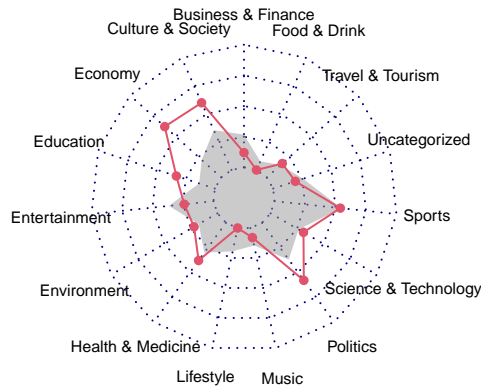 Business & Finance
Culture & Society
Food & Drink
Economy
Travel & Tourism
Education
Uncategorized
Entertainment
Sports
Environment
Science & Technology
Health & Medicine
Politics
Lifestyle
Music